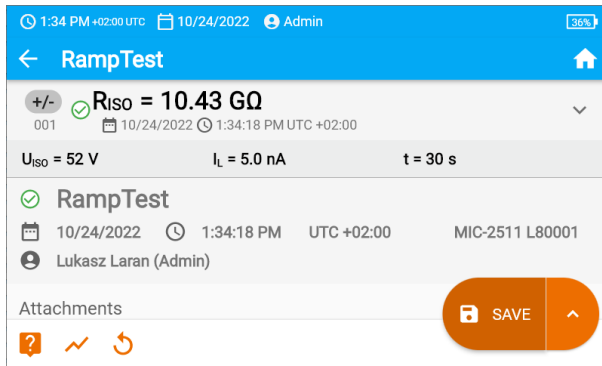 1:34 PM +02:00 UTC 10/24/2022 Admin 36%
RampTest
+/- RISO = 10.43 GΩ
001 10/24/2022 1:34:18 PM UTC +02:00
UISO = 52 V IL = 5.0 nA t = 30 s
RampTest
10/24/2022 1:34:18 PM UTC +02:00 MIC-2511 L80001
Lukasz Laran (Admin)
Attachments
SAVE